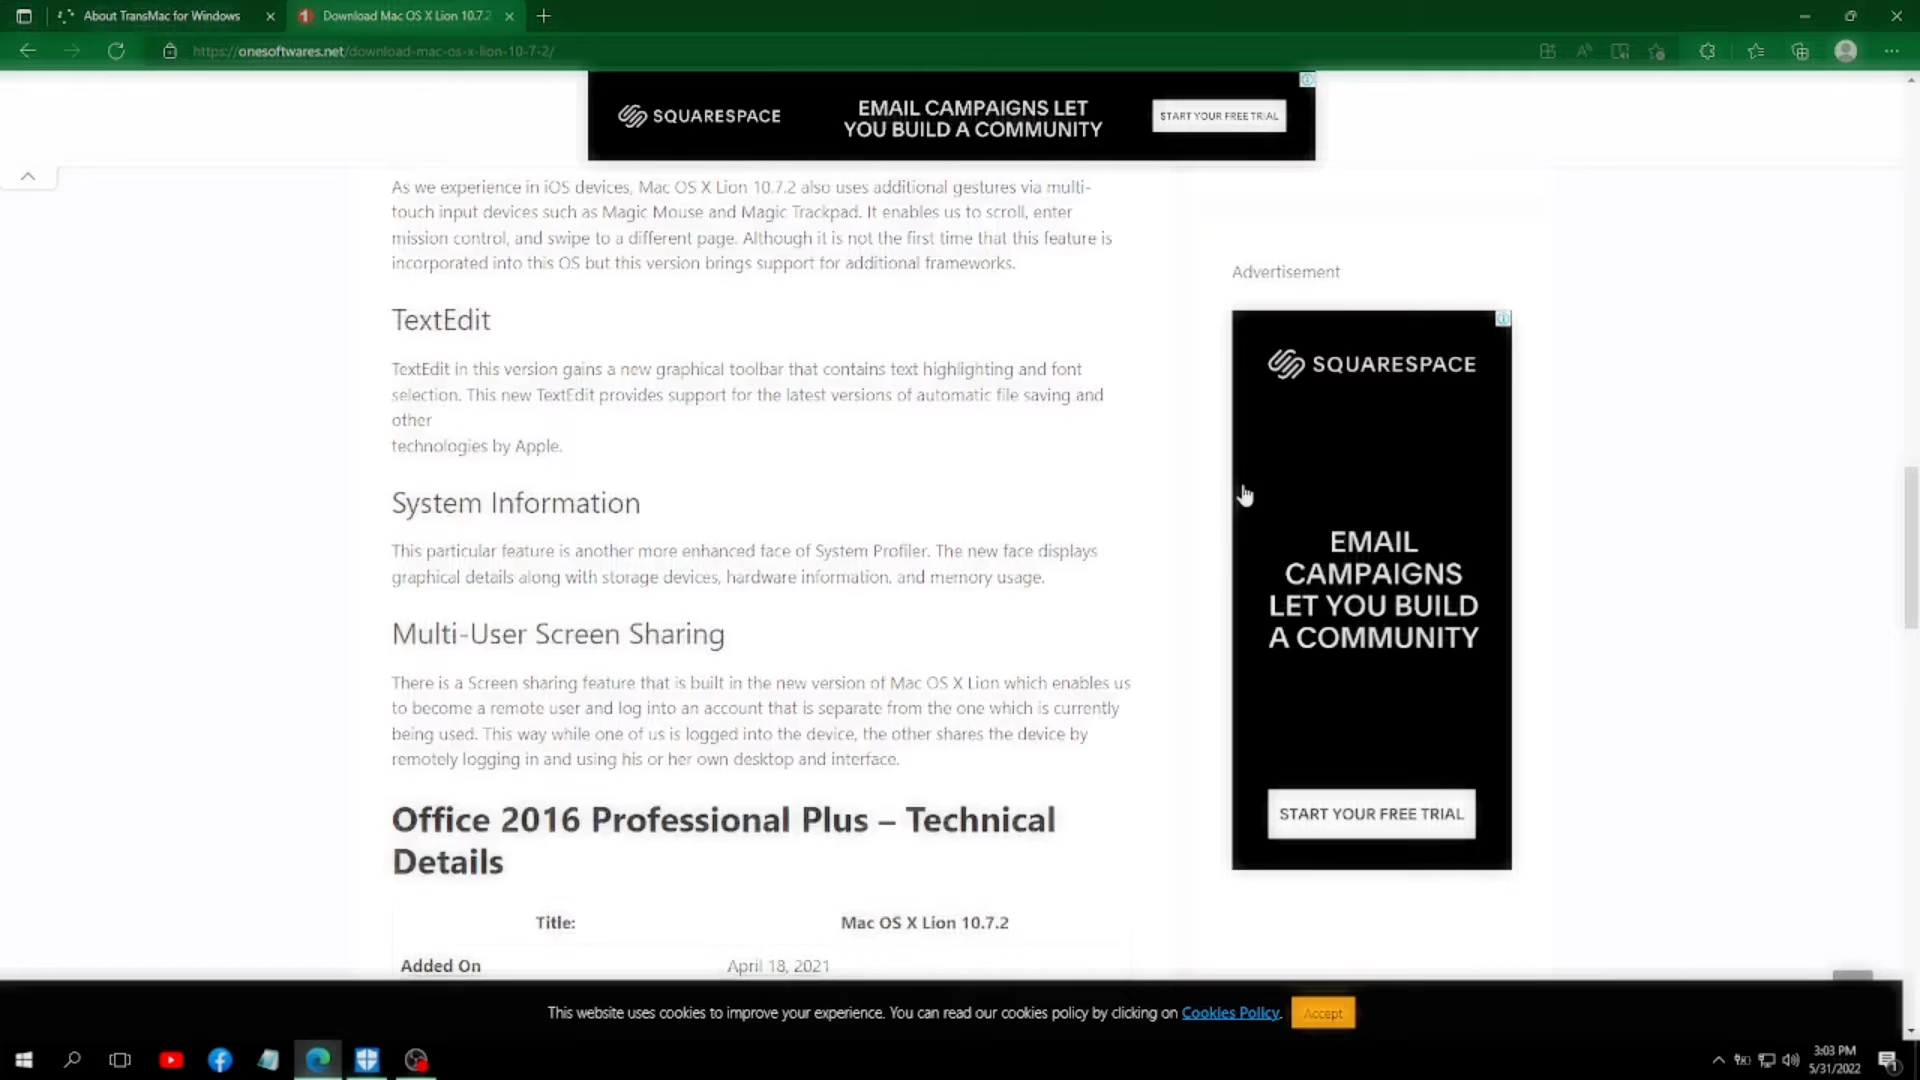 About TransMac for Windows
Download Mac OS X Lion 10.7.2
https://onesoftwares.net/download-mac-os-x-lion-10-7-2/
SQUARESPACE
EMAIL CAMPAIGNS LET
YOU BUILD A COMMUNITY
START YOUR FREE TRIAL
As we experience in iOS devices, Mac OS X Lion 10.7.2 also uses additional gestures via multi-
touch input devices such as Magic Mouse and Magic Trackpad. It enables us to scroll, enter
mission control, and swipe to a different page. Although it is not the first time that this feature is
incorporated into this OS but this version brings support for additional frameworks.
TextEdit
TextEdit in this version gains a new graphical toolbar that contains text highlighting and font
selection. This new TextEdit provides support for the latest versions of automatic file saving and
other
technologies by Apple.
System Information
This particular feature is another more enhanced face of System Profiler. The new face displays
graphical details along with storage devices, hardware information, and memory usage.
Multi-User Screen Sharing
There is a Screen sharing feature that is built in the new version of Mac OS X Lion which enables us
to become a remote user and log into an account that is separate from the one which is currently
being used. This way while one of us is logged into the device, the other shares the device by
remotely logging in and using his or her own desktop and interface.
Office 2016 Professional Plus – Technical
Details
Title: Mac OS X Lion 10.7.2
Added On April 18, 2021
Advertisement
SQUARESPACE
EMAIL
CAMPAIGNS
LET YOU BUILD
A COMMUNITY
START YOUR FREE TRIAL
This website uses cookies to improve your experience. You can read our cookies policy by clicking on Cookies Policy. Accept
3:03 PM
5/31/2022